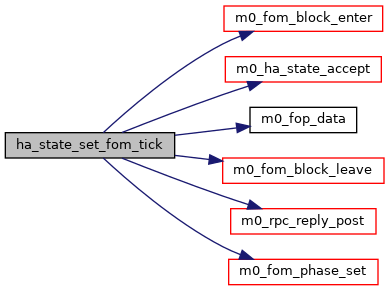 m0_fom_block_enter
m0_ha_state_accept
m0_fop_data
ha_state_set_fom_tick
m0_fom_block_leave
m0_rpc_reply_post
m0_fom_phase_set